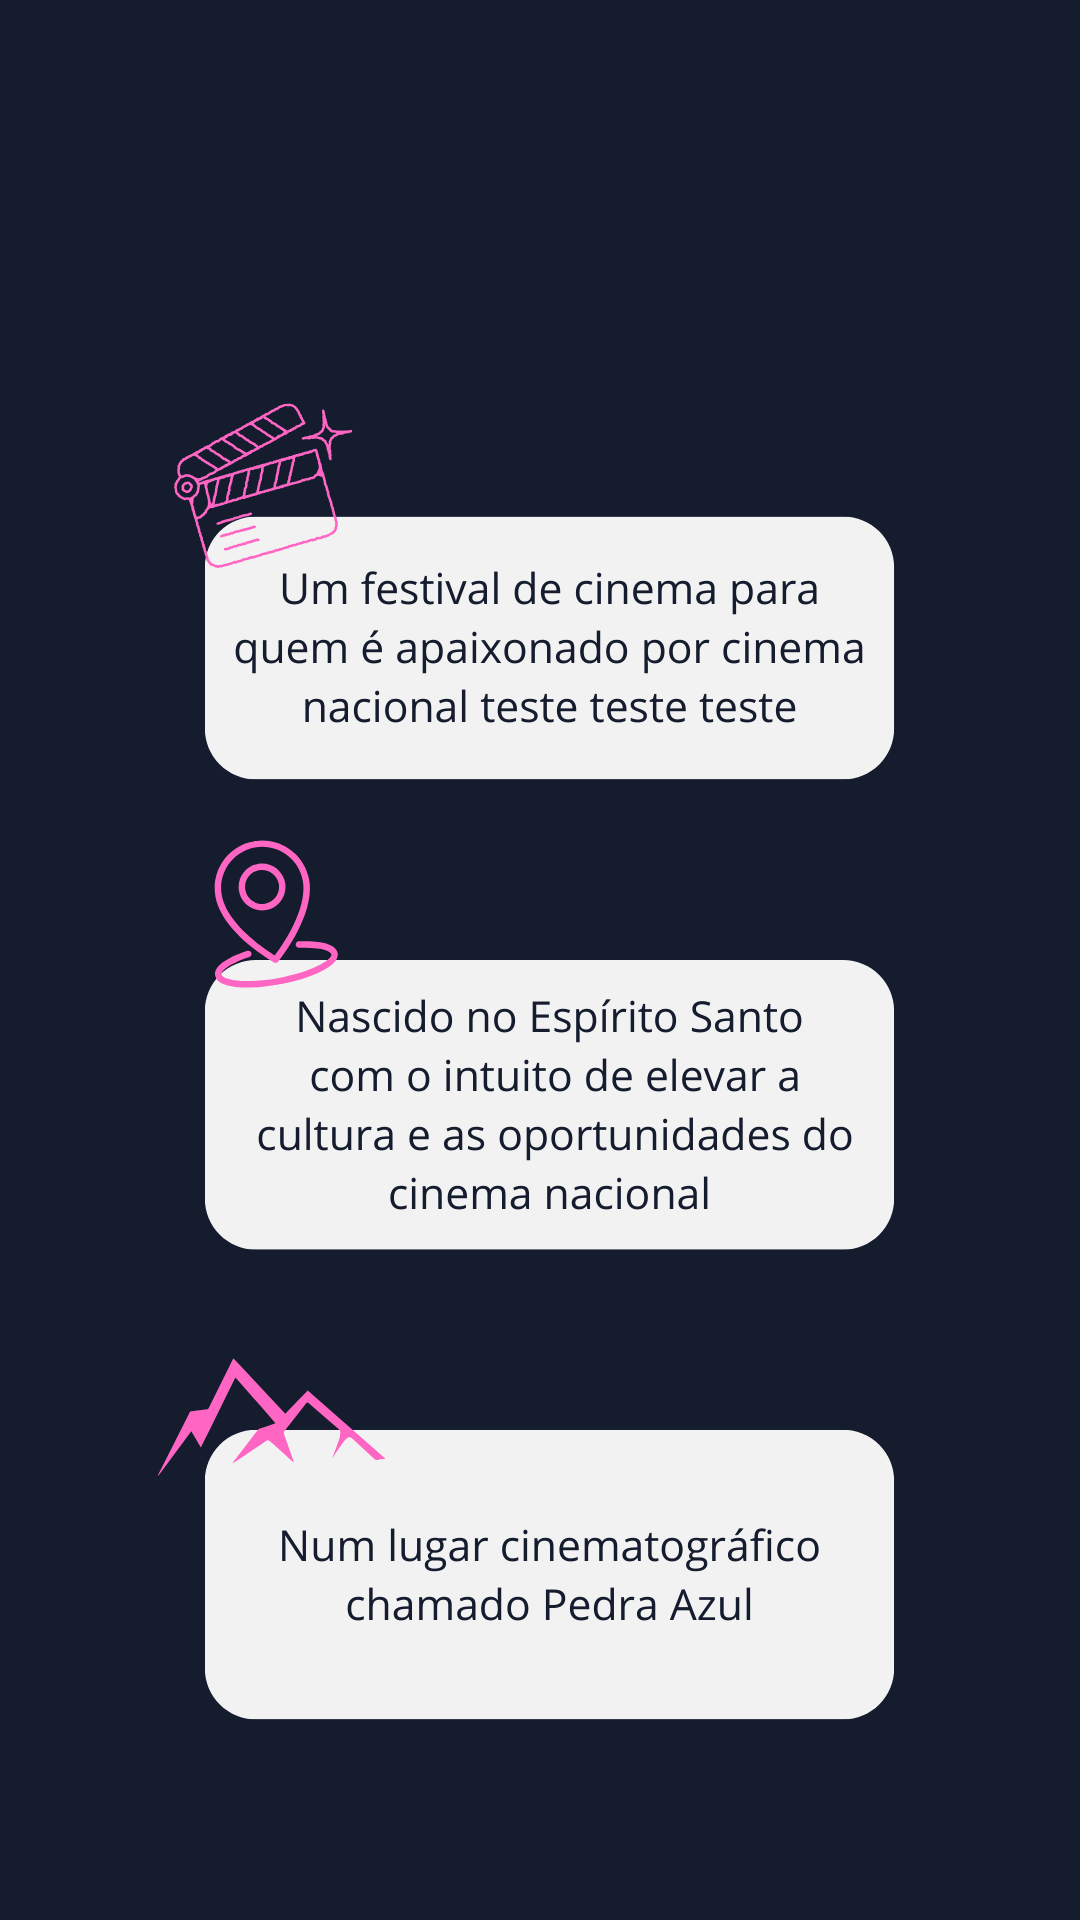 Um festival de cinema para
quem é apaixonado por cinema
nacional teste teste teste
Nascido no Espírito Santo
com o intuito de elevar a
cultura e as oportunidades do
cinema nacional
Num lugar cinematográfico
chamado Pedra Azul